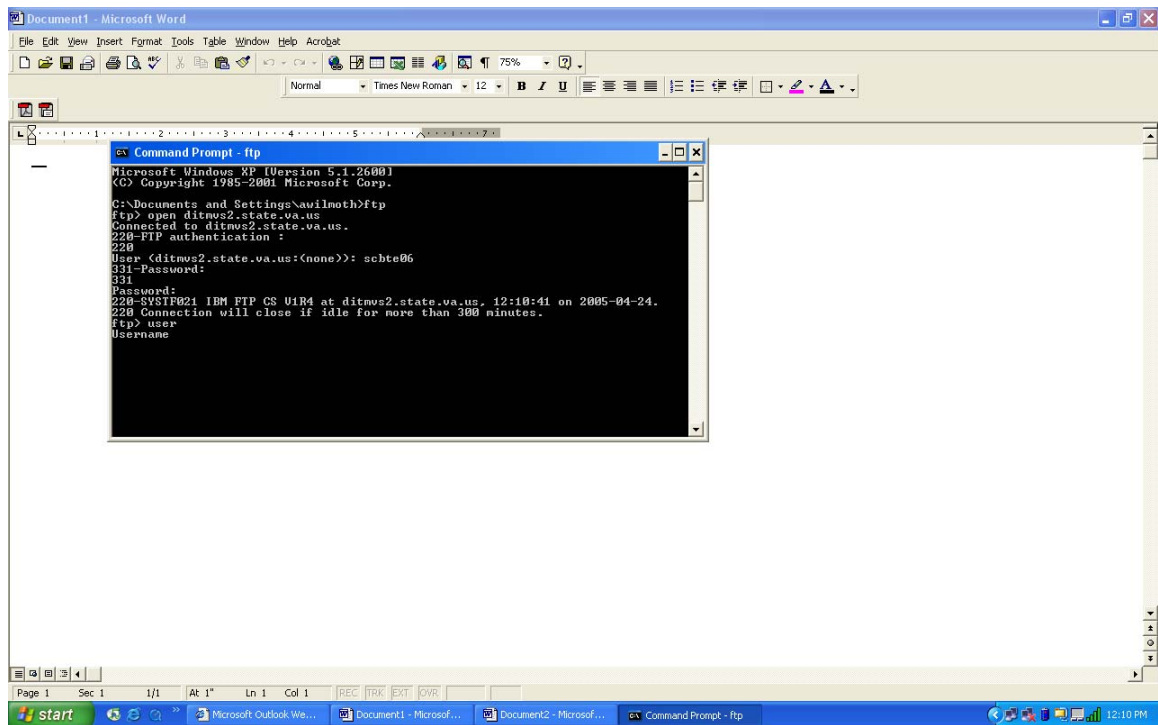 Document1 - Microsoft Word
File Edit View Insert Format Tools Table Window Help Acrobat
75%
Normal Times New Roman 12 B I U
1 2 3 4 5 7
Command Prompt - ftp
Microsoft Windows XP [Version 5.1.2600]
(C) Copyright 1985-2001 Microsoft Corp.
C:\Documents and Settings\awilmoth>ftp
ftp> open ditmvs2.state.va.us
Connected to ditmvs2.state.va.us.
220-FTP authentication :
220
User (ditmvs2.state.va.us:(none)): scbte06
331-Password:
331
Password:
220-SYSTF021 IBM FTP CS V1R4 at ditmvs2.state.va.us, 12:10:41 on 2005-04-24.
220 Connection will close if idle for more than 300 minutes.
ftp> user
Username
Page 1 Sec 1 1/1 At 1" Ln 1 Col 1 REC TRK EXT OVR
start Microsoft Outlook We... Document1 - Microsof... Document2 - Microsof... Command Prompt - ftp 12:10 PM